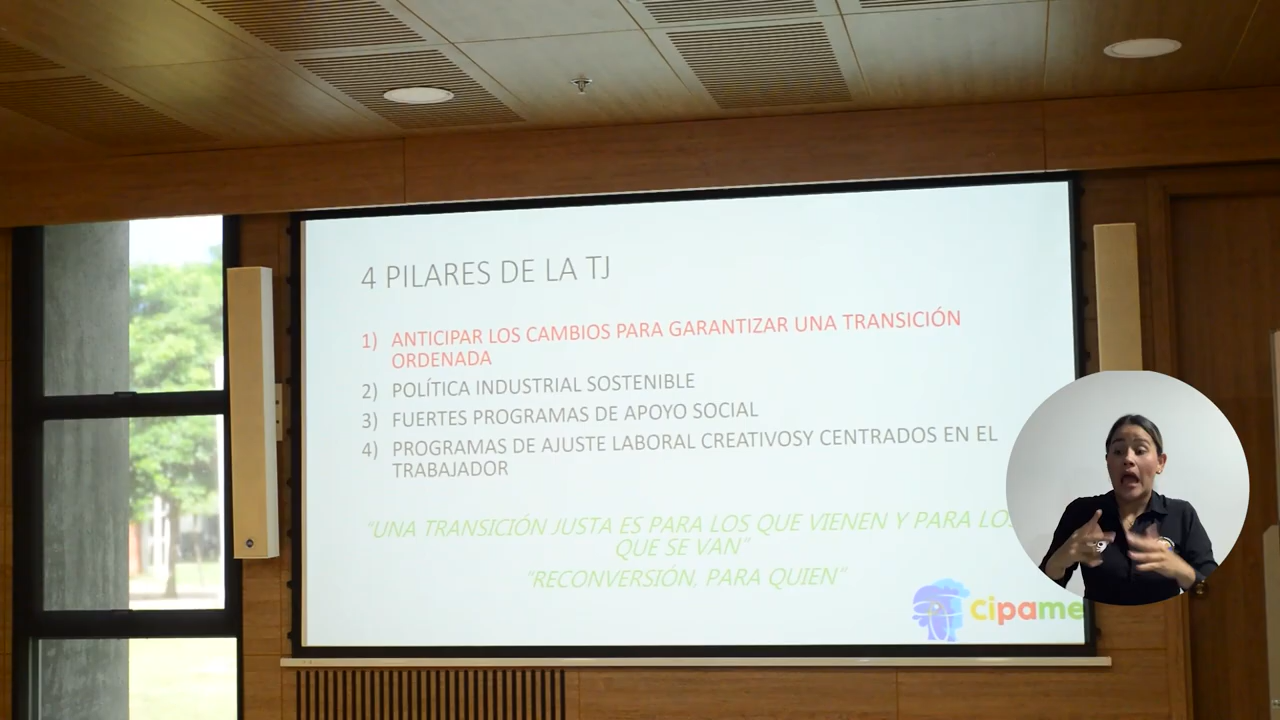 4 PILARES DE LA TJ
1) ANTICIPAR LOS CAMBIOS PARA GARANTIZAR UNA TRANSICIÓN
ORDENADA
2) POLÍTICA INDUSTRIAL SOSTENIBLE
3) FUERTES PROGRAMAS DE APOYO SOCIAL
4) PROGRAMAS DE AJUSTE LABORAL CREATIVOSY CENTRADOS EN EL
TRABAJADOR
"UNA TRANSICIÓN JUSTA ES PARA LOS QUE VIENEN Y PARA LOS
QUE SE VAN"
"RECONVERSIÓN, PARA QUIEN"
Cipame